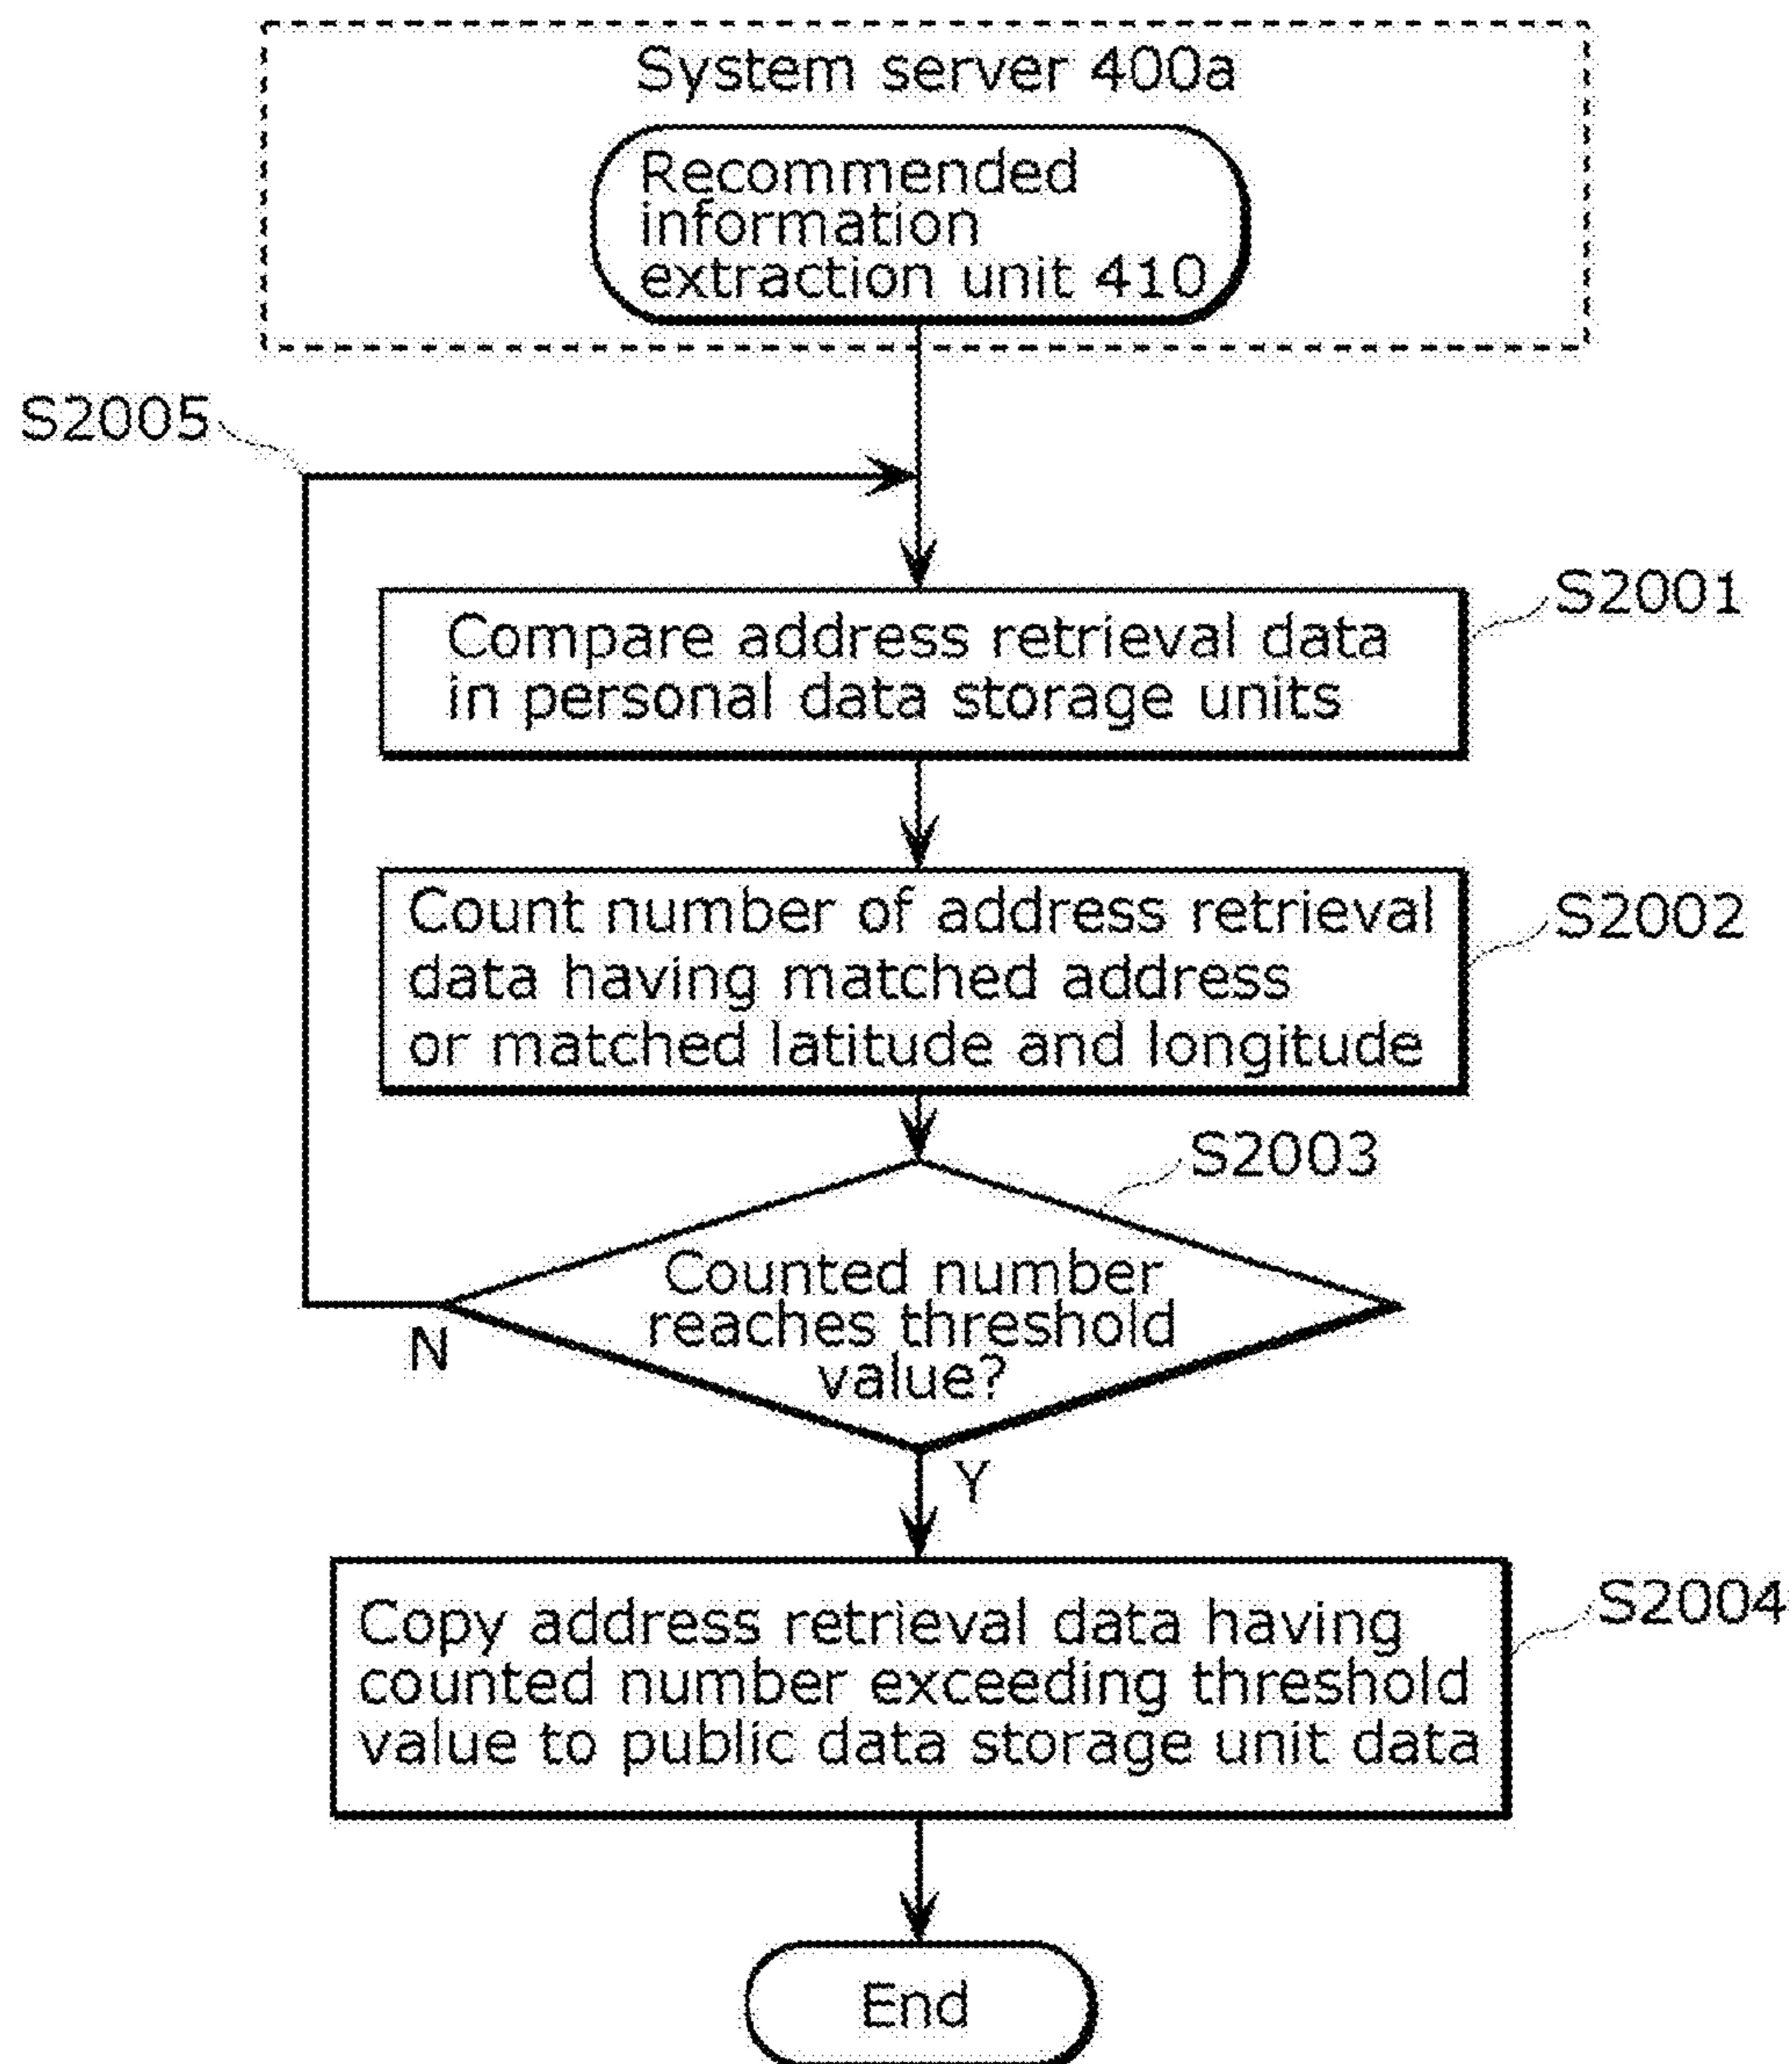 System server 400a
Recommended
information
extraction unit 410
S2005
S2001
Compare address retrieval data
in personal data storage units
S2002
Count number of address retrieval
data having matched address
or matched latitude and longitude
S2003
Counted number
reaches threshold
value?
N
Y
S2004
Copy address retrieval data having
counted number exceeding threshold
value to public data storage unit data
End